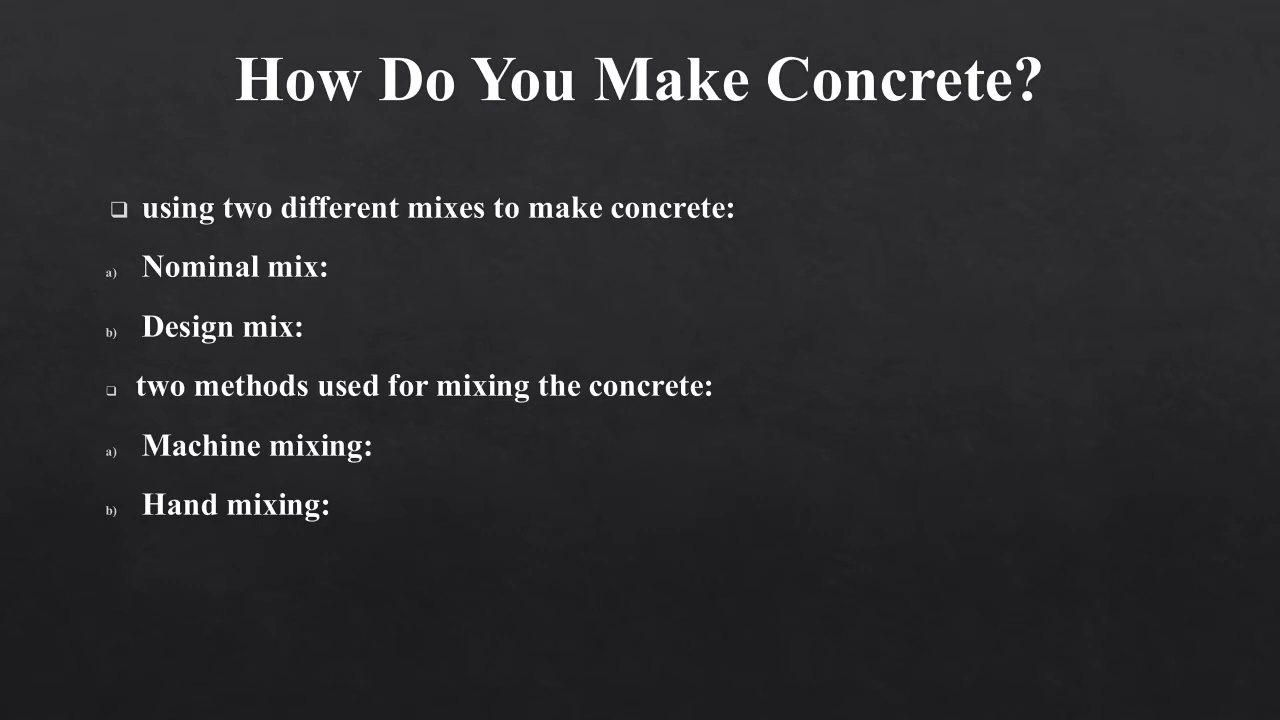 How Do You Make Concrete?
❑ using two different mixes to make concrete:
a) Nominal mix:
b) Design mix:
❑ two methods used for mixing the concrete:
a) Machine mixing:
b) Hand mixing: